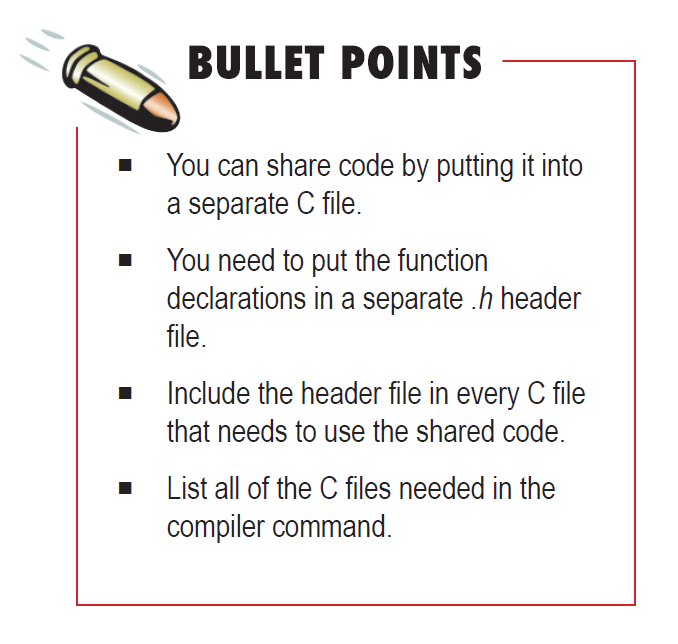 BULLET POINTS
■ You can share code by putting it into
a separate C file.
■ You need to put the function
declarations in a separate .h header
file.
■ Include the header file in every C file
that needs to use the shared code.
■ List all of the C files needed in the
compiler command.